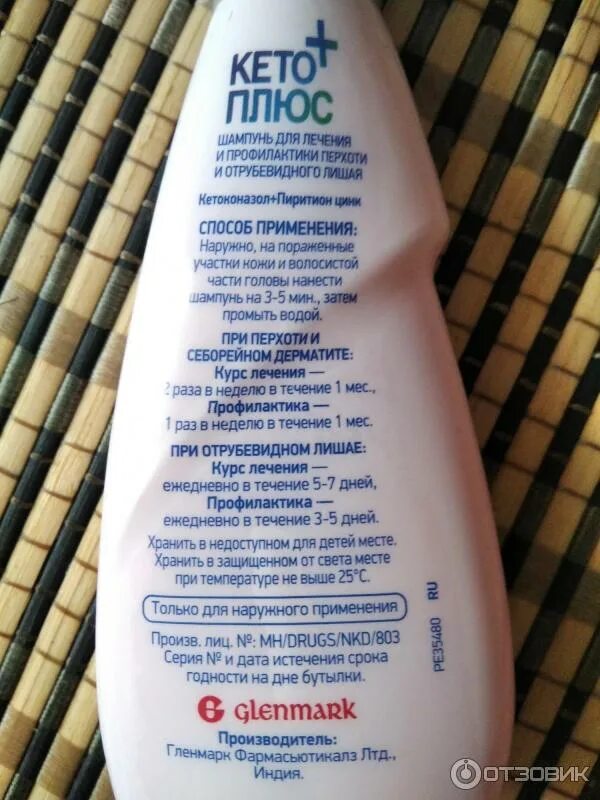 КЕТО+
ПЛЮС
ШАМПУНЬ ДЛЯ ЛЕЧЕНИЯ
И ПРОФИЛАКТИКИ ПЕРХОТИ
И ОТРУБЕВИДНОГО ЛИШАЯ
Кетоконазол+Пиритион цинк
СПОСОБ ПРИМЕНЕНИЯ:
Наружно, на пораженные
участки кожи и волосистой
части головы нанести
шампунь на 3-5 мин., затем
промыть водой.
ПРИ ПЕРХОТИ И
СЕБОРЕЙНОМ ДЕРМАТИТЕ:
Курс лечения —
2 раза в неделю в течение 1 мес.,
Профилактика —
1 раз в неделю в течение 1 мес.
ПРИ ОТРУБЕВИДНОМ ЛИШАЕ:
Курс лечения —
ежедневно в течение 5-7 дней,
Профилактика —
ежедневно в течение 3-5 дней.
Хранить в недоступном для детей месте.
Хранить в защищенном от света месте
при температуре не выше 25°C.
Только для наружного применения
Произв. лиц. №: MH/DRUGS/NKD/803
Серия № и дата истечения срока
годности на дне бутылки.
G glenmark
Производитель:
Гленмарк Фармасьютикалз Лтд.,
Индия.
PE35480 RU
ОТЗОВИК